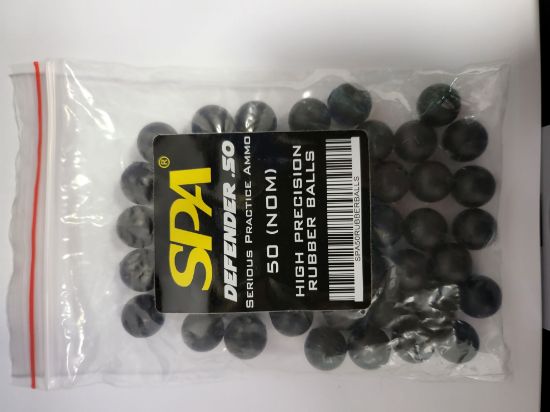 SPA®
DEFENDER .50
SERIOUS PRACTICE AMMO
50 (NOM)
HIGH PRECISION
RUBBER BALLS
SPA50RUBBERBALLS